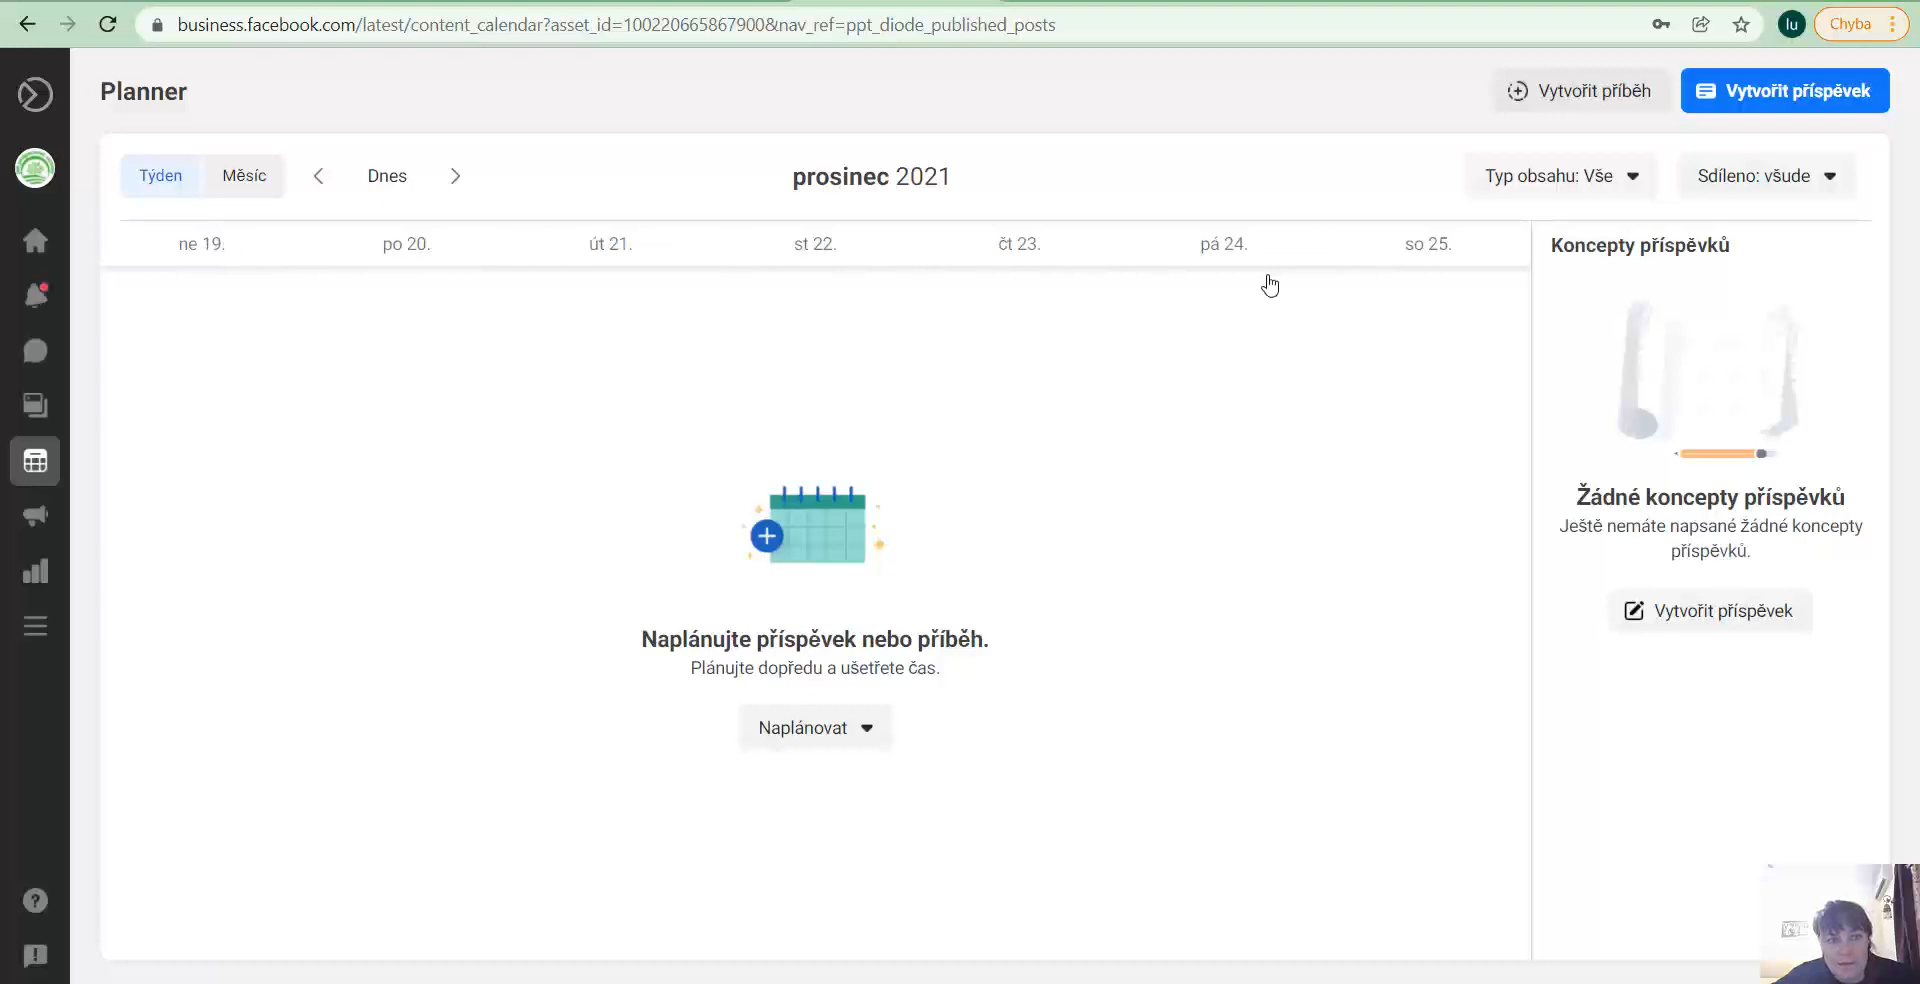 business.facebook.com/latest/content_calendar?asset_id=100220665867900&nav_ref=ppt_diode_published_posts
lu
Chyba
Planner
Vytvořit příběh
Vytvořit příspěvek
Týden
Měsíc
Dnes
prosinec 2021
Typ obsahu: Vše
Sdíleno: všude
ne 19.
po 20.
út 21.
st 22.
čt 23.
pá 24.
so 25.
Koncepty příspěvků
Žádné koncepty příspěvků
Ještě nemáte napsané žádné koncepty
příspěvků.
Vytvořit příspěvek
Naplánujte příspěvek nebo příběh.
Plánujte dopředu a ušetřete čas.
Naplánovat